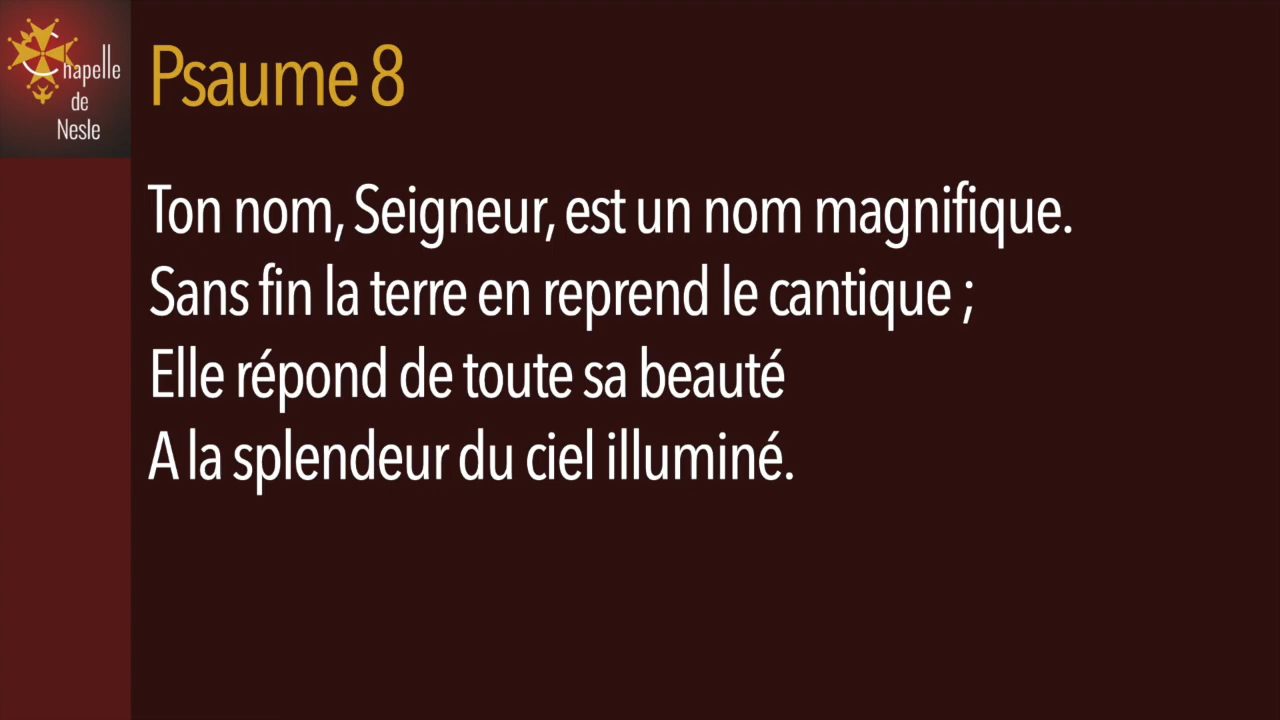 Chapelle
de
Nesle
Psaume 8
Ton nom, Seigneur, est un nom magnifique.
Sans fin la terre en reprend le cantique ;
Elle répond de toute sa beauté
A la splendeur du ciel illuminé.